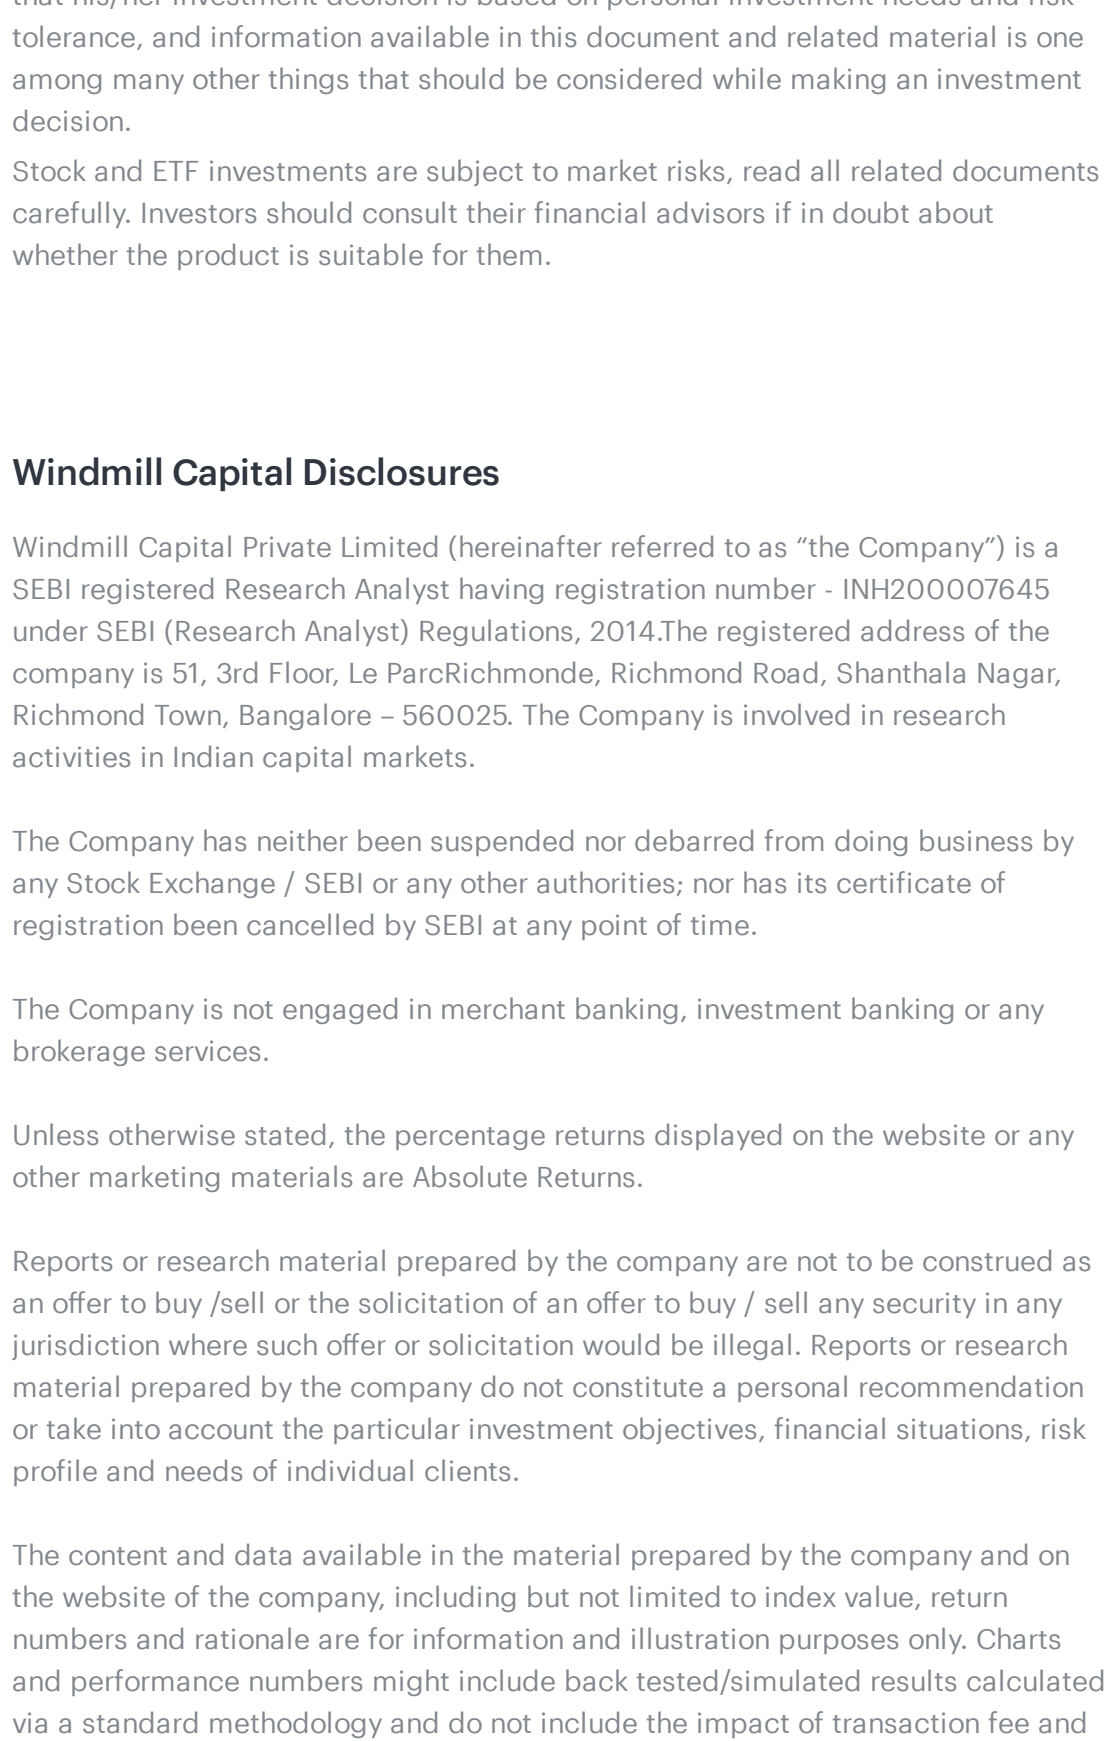 that his/her investment decision is based on personal investment needs and risk
tolerance, and information available in this document and related material is one
among many other things that should be considered while making an investment
decision.
Stock and ETF investments are subject to market risks, read all related documents
carefully. Investors should consult their financial advisors if in doubt about
whether the product is suitable for them.
Windmill Capital Disclosures
Windmill Capital Private Limited (hereinafter referred to as “the Company”) is a
SEBI registered Research Analyst having registration number - INH200007645
under SEBI (Research Analyst) Regulations, 2014.The registered address of the
company is 51, 3rd Floor, Le ParcRichmonde, Richmond Road, Shanthala Nagar,
Richmond Town, Bangalore – 560025. The Company is involved in research
activities in Indian capital markets.
The Company has neither been suspended nor debarred from doing business by
any Stock Exchange / SEBI or any other authorities; nor has its certificate of
registration been cancelled by SEBI at any point of time.
The Company is not engaged in merchant banking, investment banking or any
brokerage services.
Unless otherwise stated, the percentage returns displayed on the website or any
other marketing materials are Absolute Returns.
Reports or research material prepared by the company are not to be construed as
an offer to buy /sell or the solicitation of an offer to buy / sell any security in any
jurisdiction where such offer or solicitation would be illegal. Reports or research
material prepared by the company do not constitute a personal recommendation
or take into account the particular investment objectives, financial situations, risk
profile and needs of individual clients.
The content and data available in the material prepared by the company and on
the website of the company, including but not limited to index value, return
numbers and rationale are for information and illustration purposes only. Charts
and performance numbers might include back tested/simulated results calculated
via a standard methodology and do not include the impact of transaction fee and